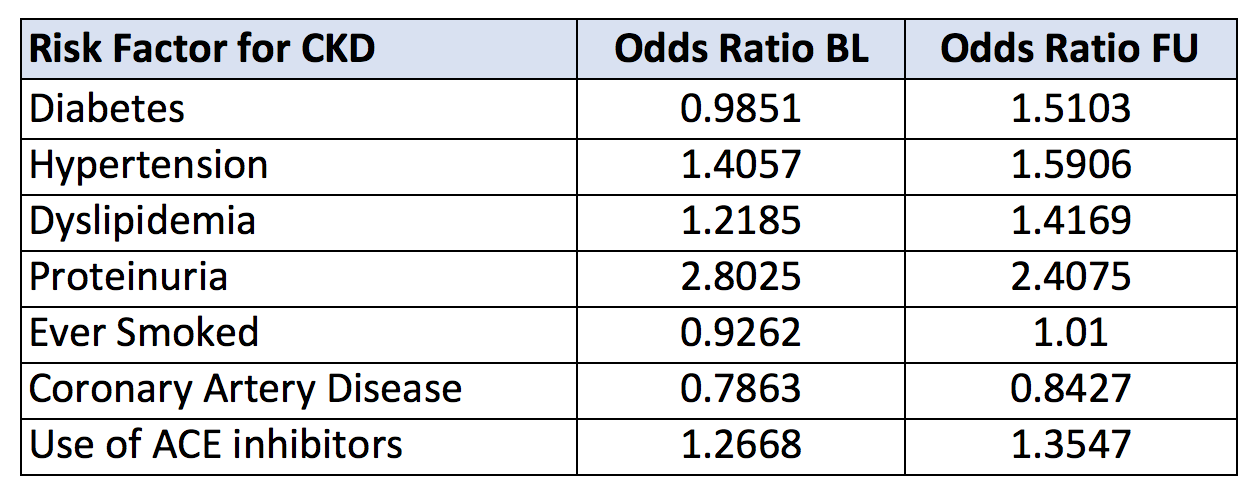 Risk Factor for CKD Odds Ratio BL Odds Ratio FU
Diabetes 0.9851 1.5103
Hypertension 1.4057 1.5906
Dyslipidemia 1.2185 1.4169
Proteinuria 2.8025 2.4075
Ever Smoked 0.9262 1.01
Coronary Artery Disease 0.7863 0.8427
Use of ACE inhibitors 1.2668 1.3547